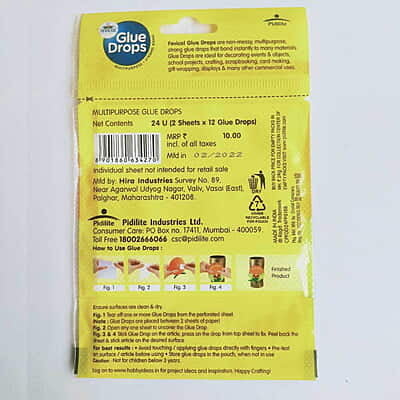 Glue
Drops
MULTIPURPOSE
Pidilite
Fevicol Glue Drops are non-messy, multipurpose,
strong glue drops that bond instantly to many materials.
Glue Drops are ideal for decorating events & objects,
school projects, crafting, scrapbooking, card making,
gift-wrapping, displays & many other commercial uses.
MULTIPURPOSE GLUE DROPS
Net Contents 24 U (2 Sheets x 12 Glue Drops)
MRP ₹ 10.00
incl. of all taxes
Mfd in 02/2022
8901860634270
Individual sheet not intended for retail sale
Mfd by: Hira Industries Survey No. 89,
Near Agarwal Udyog Nagar, Valiv, Vasai (East),
Palghar, Maharashtra - 401208.
Pidilite
Pidilite Industries Ltd.
Consumer Care: PO Box no. 17411, Mumbai - 400059.
Toll Free 18002666066 csc@pidilite.com
KEEP
DRY
OTHER
RECYCLABLE
PACK
MADE IN INDIA
How to Use Glue Drops:
Fig. 1 Fig. 2 Fig. 3 Fig. 4
Finished
Product
Ensure surfaces are clean & dry.
Fig. 1 Tear off one or more Glue Drops from the perforated sheet.
Note : Glue Drops are placed between 2 sheets of paper)
Fig. 2 Open any one sheet to uncover the Glue Drop.
Fig. 3 & 4 Stick Glue Drop on the article, press on the drop from top sheet to fix. Peel back the
sheet & stick article on the desired surface.
For best results : • Avoid touching / applying glue drops directly with fingers • Pre-test
on surface / article before using • Store glue drops in the pouch, when not in use
Caution : Not for children below 3 years.
Log on to www.hobbyideas.in for project ideas and inspiration. Happy Crafting!